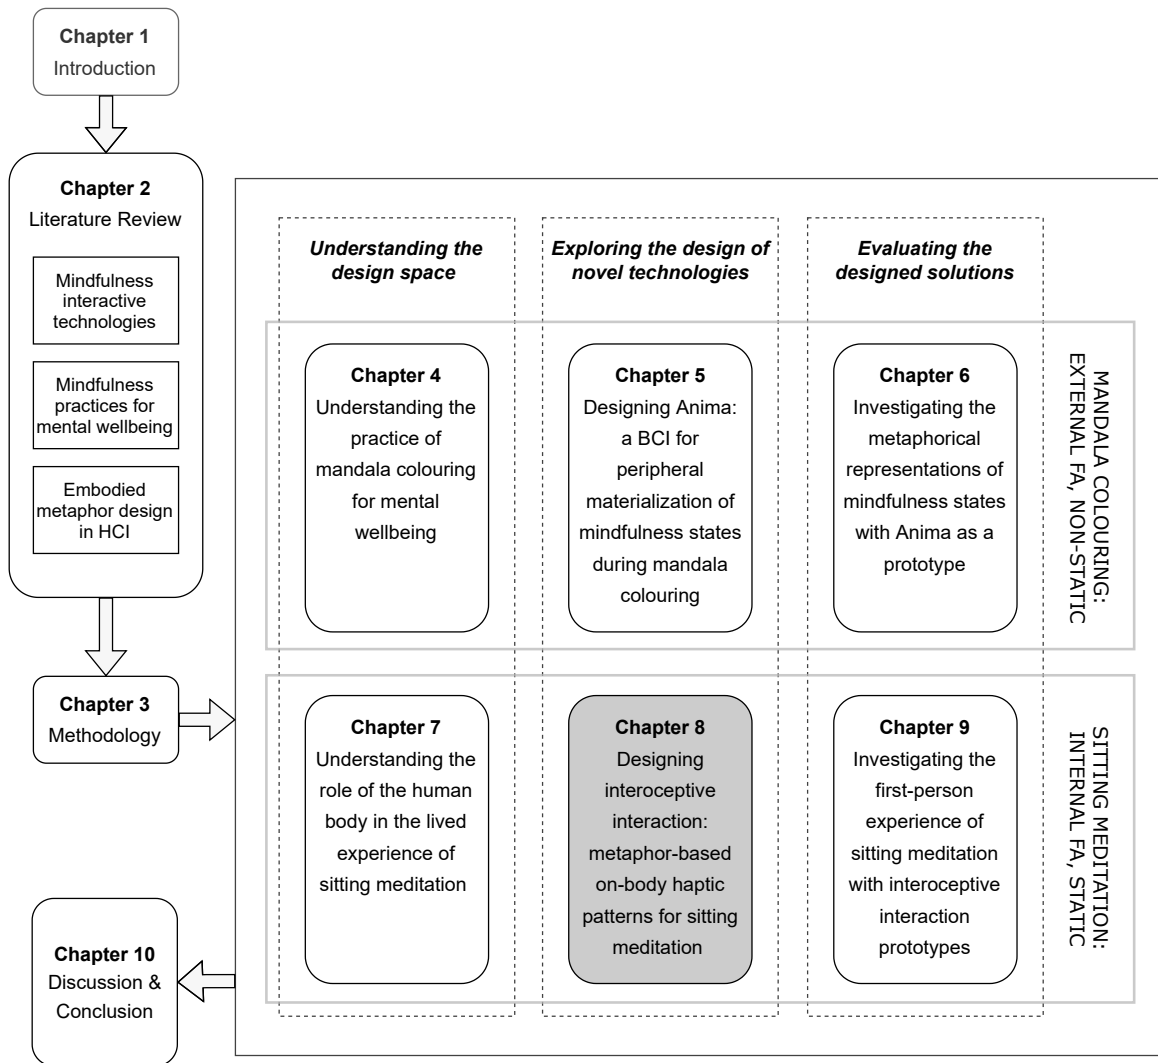 Chapter 1
Introduction
Chapter 2
Literature Review
Mindfulness
interactive
technologies
Mindfulness
practices for
mental wellbeing
Embodied
metaphor design
in HCI
Chapter 3
Methodology
Understanding the
design space
Exploring the design of
novel technologies
Evaluating the
designed solutions
Chapter 4
Understanding the
practice of
mandala colouring
for mental
wellbeing
Chapter 5
Designing Anima:
a BCI for
peripheral
materialization of
mindfulness states
during mandala
colouring
Chapter 6
Investigating the
metaphorical
representations of
mindfulness states
with Anima as a
prototype
MANDALA COLOURING:
EXTERNAL FA, NON-STATIC
Chapter 7
Understanding the
role of the human
body in the lived
experience of
sitting meditation
Chapter 8
Designing
interoceptive
interaction:
metaphor-based
on-body haptic
patterns for sitting
meditation
Chapter 9
Investigating the
first-person
experience of
sitting meditation
with interoceptive
interaction
prototypes
SITTING MEDITATION:
INTERNAL FA, STATIC
Chapter 10
Discussion &
Conclusion